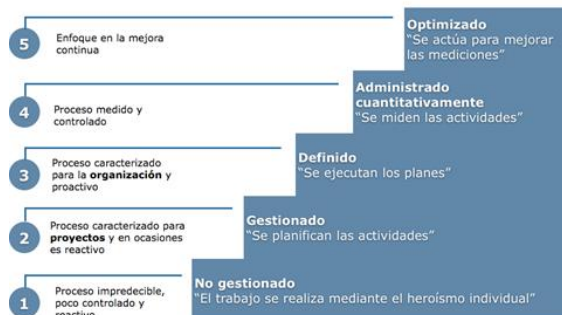 5
Enfoque en la mejora
continua
Optimizado
“Se actúa para mejorar
las mediciones”
4
Proceso medido y
controlado
Administrado
cuantitativamente
“Se miden las actividades”
3
Proceso caracterizado
para la organización y
proactivo
Definido
“Se ejecutan los planes”
2
Proceso caracterizado para
proyectos y en ocasiones
es reactivo
Gestionado
“Se planifican las actividades”
1
Proceso impredecible,
poco controlado y
reactivo
No gestionado
“El trabajo se realiza mediante el heroísmo individual”